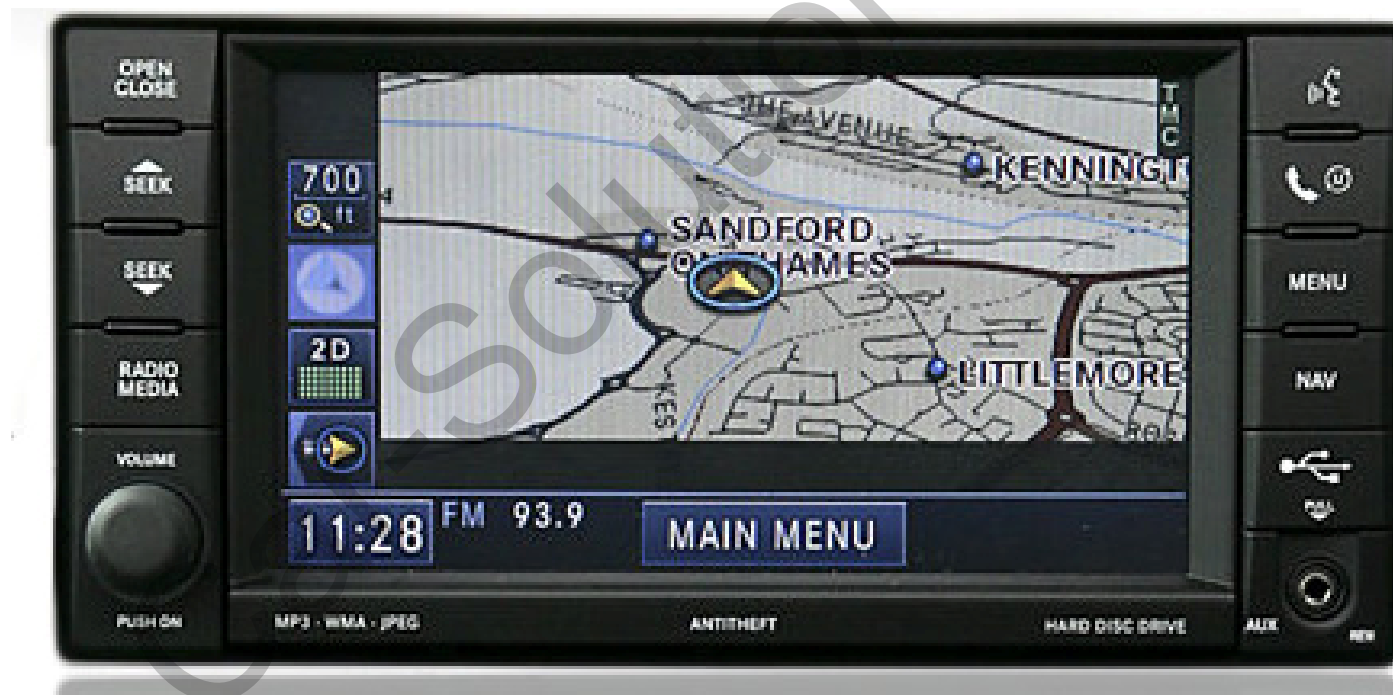 OPEN
CLOSE
SEEK
SEEK
RADIO
MEDIA
VOLUME
PUSH ON
700
ft
2D
THE AVENUE
TMC
KENNINGT
SANDFORD
HAMES
LITTLEMORE
KES
11:28
FM 93.9
MAIN MENU
MP3 - WMA - JPEG
ANTITHEFT
HARD DISC DRIVE
MENU
NAV
AUX